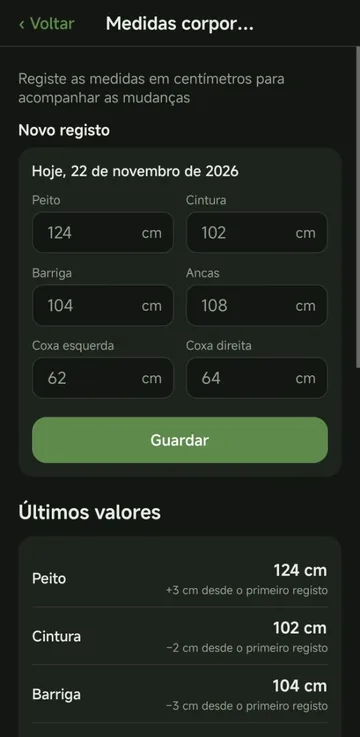 ‹ Voltar
Medidas corpor...
Registe as medidas em centímetros para
acompanhar as mudanças
Novo registo
Hoje, 22 de novembro de 2026
Peito Cintura
124 cm 102 cm
Barriga Ancas
104 cm 108 cm
Coxa esquerda Coxa direita
62 cm 64 cm
Guardar
Últimos valores
Peito 124 cm
+3 cm desde o primeiro registo
Cintura 102 cm
−2 cm desde o primeiro registo
Barriga 104 cm
−3 cm desde o primeiro registo